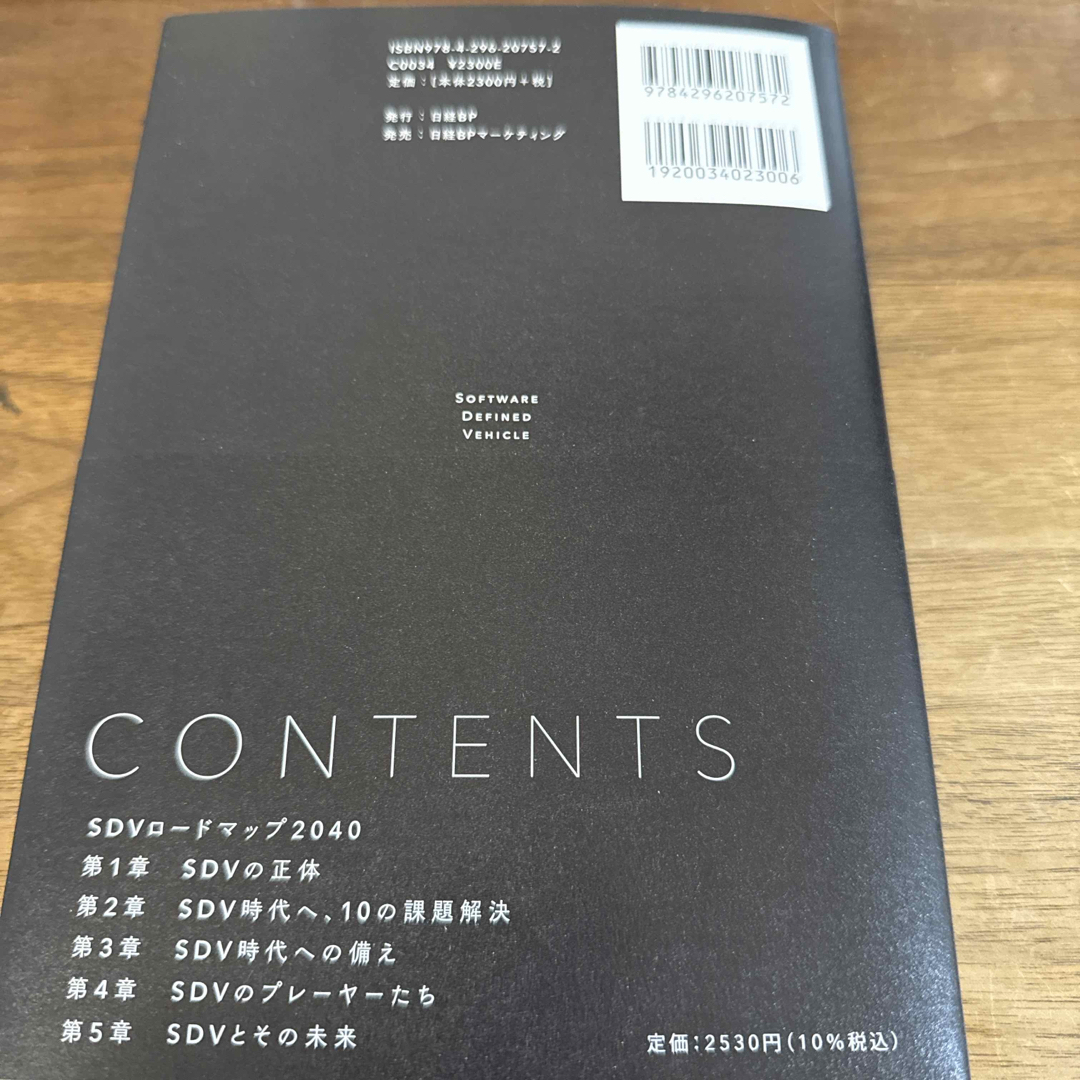 ISBN978-4-296-20757-2
C0034 ¥2300E
定価：[本体2300円+税]
発行：日経BP
発売：日経BPマーケティング
9784296207572
1920034023006
SOFTWARE
DEFINED
VEHICLE
CONTENTS
SDVロードマップ2040
第1章 SDVの正体
第2章 SDV時代へ、10の課題解決
第3章 SDV時代への備え
第4章 SDVのプレーヤーたち
第5章 SDVとその未来
定価：2530円（10%税込）